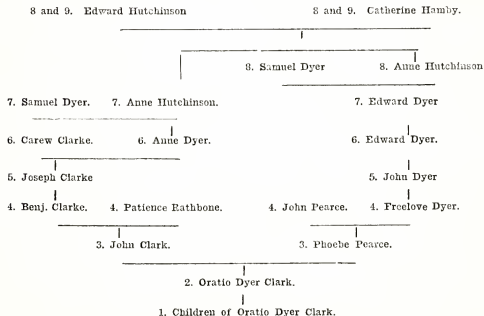 8 and 9. Edward Hutchinson 8 and 9. Catherine Hamby.
8. Samuel Dyer 8. Anne Hutchinson
7. Samuel Dyer. 7. Anne Hutchinson. 7. Edward Dyer
6. Carew Clarke. 6. Anne Dyer. 6. Edward Dyer.
5. Joseph Clarke 5. John Dyer
4. Benj. Clarke. 4. Patience Rathbone. 4. John Pearce. 4. Freelove Dyer.
3. John Clark. 3. Phoebe Pearce.
2. Oratio Dyer Clark.
1. Children of Oratio Dyer Clark.